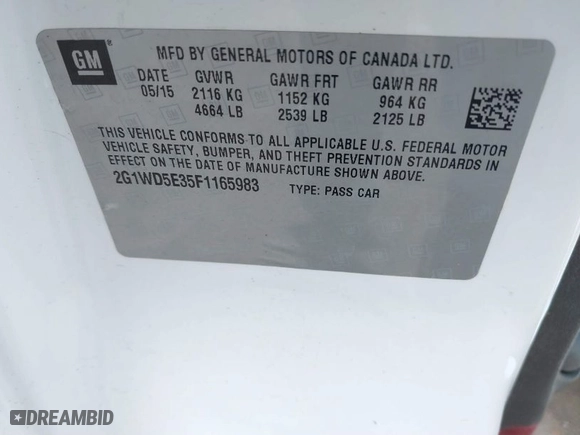 GM
MFD BY GENERAL MOTORS OF CANADA LTD.
DATE GVWR GAWR FRT GAWR RR
05/15 2116 KG 1152 KG 964 KG
4664 LB 2539 LB 2125 LB
THIS VEHICLE CONFORMS TO ALL APPLICABLE U.S. FEDERAL MOTOR
VEHICLE SAFETY, BUMPER, AND THEFT PREVENTION STANDARDS IN
EFFECT ON THE DATE OF MANUFACTURE SHOWN ABOVE.
2G1WD5E35F1165983 TYPE: PASS CAR
DREAMBID